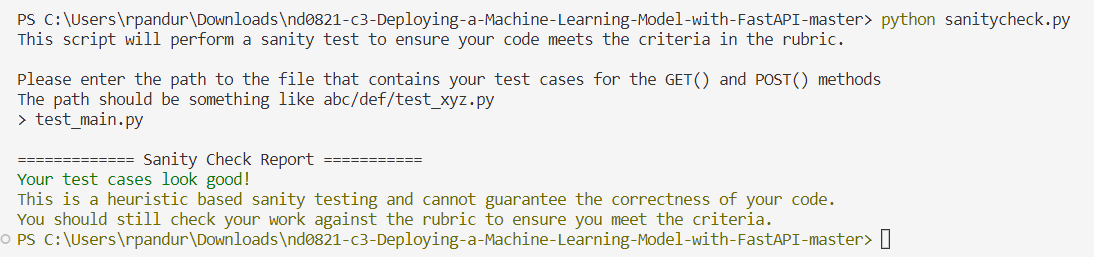 PS C:\Users\rpandur\Downloads\nd0821-c3-Deploying-a-Machine-Learning-Model-with-FastAPI-master> python sanitycheck.py
This script will perform a sanity test to ensure your code meets the criteria in the rubric.
Please enter the path to the file that contains your test cases for the GET() and POST() methods
The path should be something like abc/def/test_xyz.py
> test_main.py
============= Sanity Check Report ===========
Your test cases look good!
This is a heuristic based sanity testing and cannot guarantee the correctness of your code.
You should still check your work against the rubric to ensure you meet the criteria.
PS C:\Users\rpandur\Downloads\nd0821-c3-Deploying-a-Machine-Learning-Model-with-FastAPI-master>